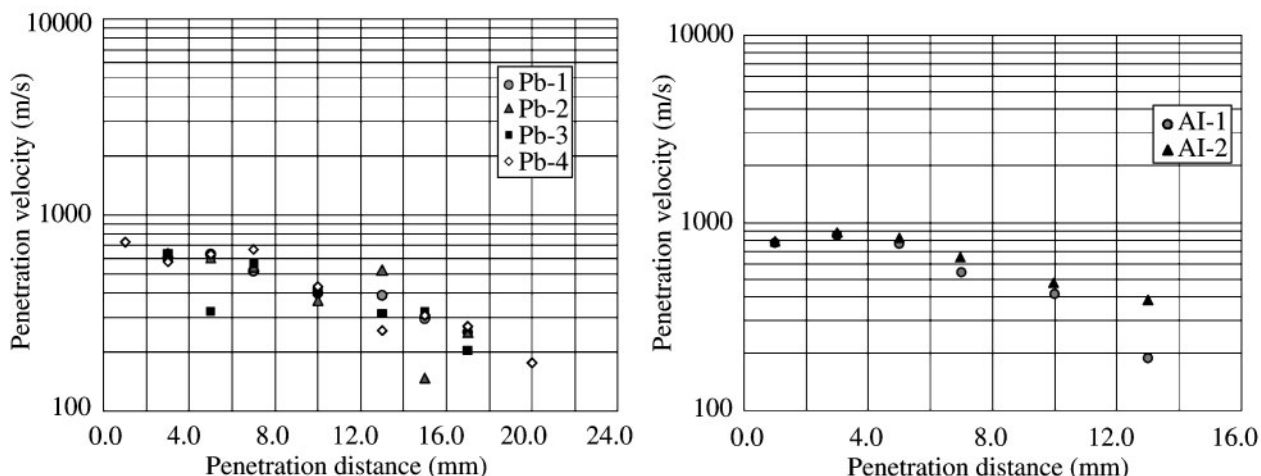 10000
1000
100
Penetration velocity (m/s)
Pb-1
Pb-2
Pb-3
Pb-4
0.0 4.0 8.0 12.0 16.0 20.0 24.0
Penetration distance (mm)
10000
1000
100
Penetration velocity (m/s)
AI-1
AI-2
0.0 4.0 8.0 12.0 16.0
Penetration distance (mm)